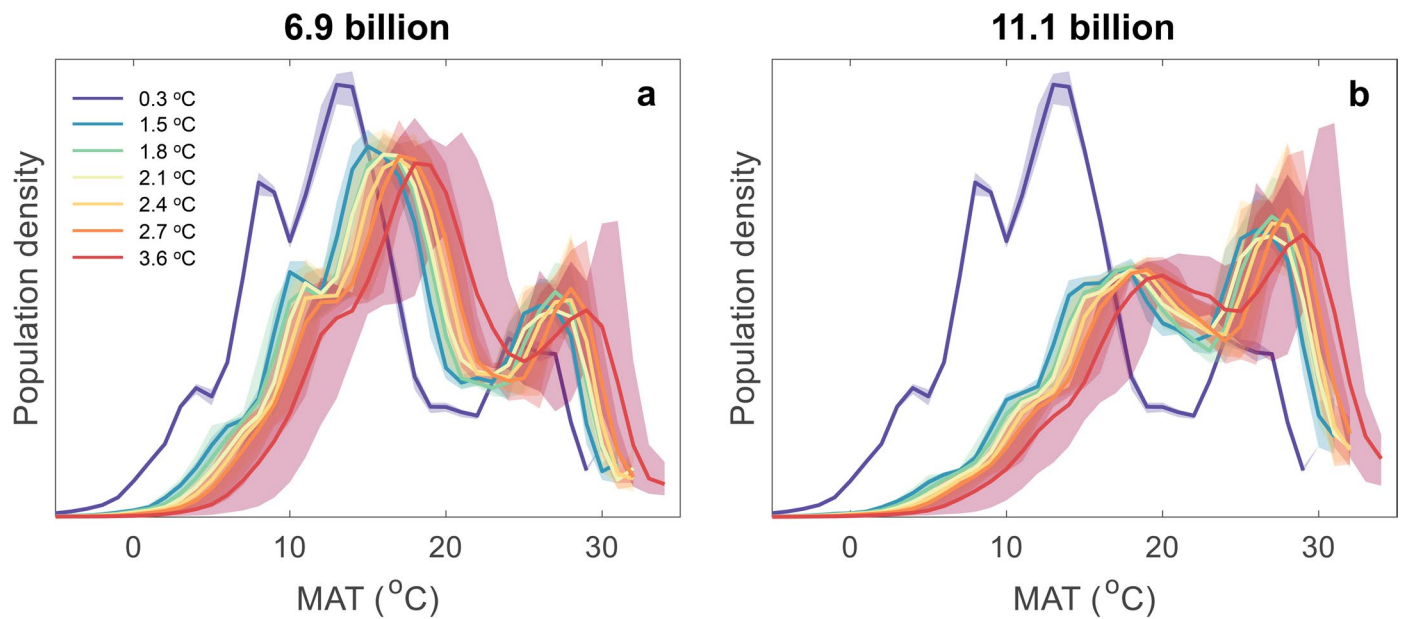 6.9 billion
11.1 billion
a
b
0.3 °C
1.5 °C
1.8 °C
2.1 °C
2.4 °C
2.7 °C
3.6 °C
Population density
Population density
0 10 20 30
0 10 20 30
MAT (°C)
MAT (°C)